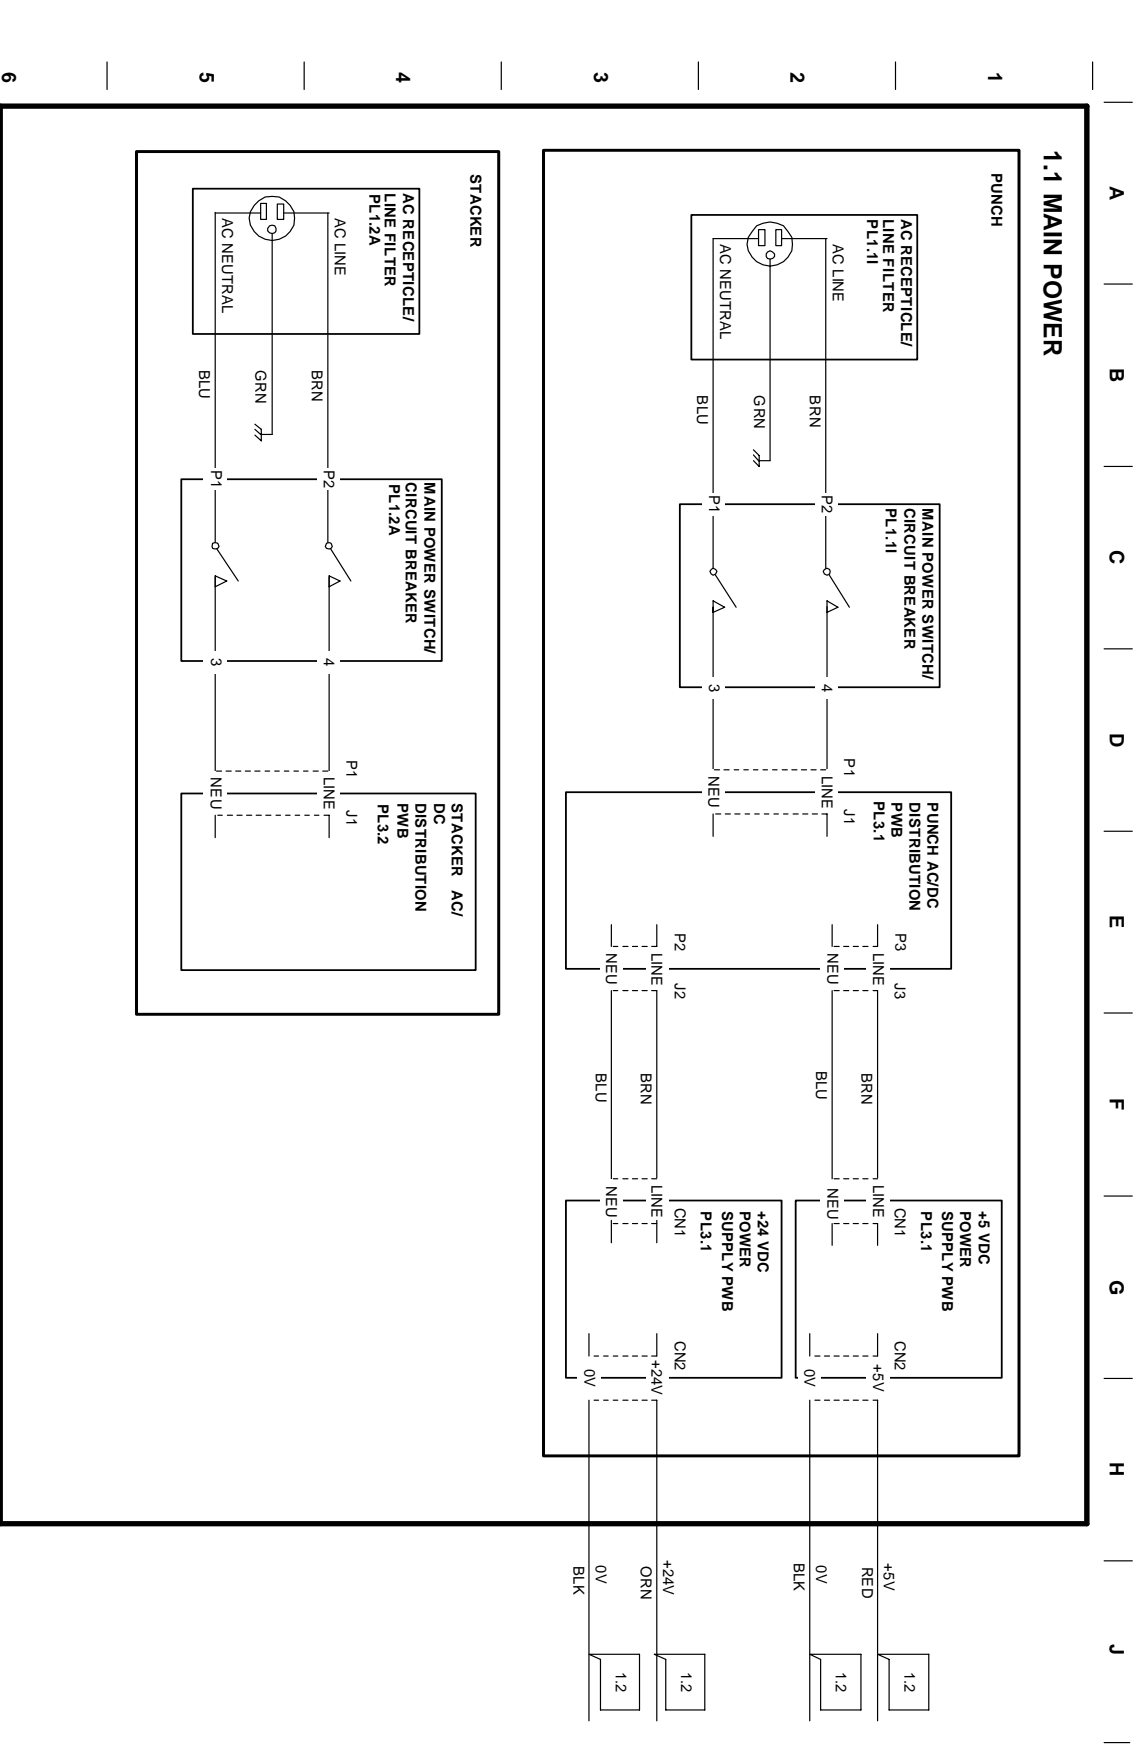 A
B
C
D
E
F
G
H
J
1
2
3
4
5
6
1.1 MAIN POWER
PUNCH
AC RECEPTICLE/
LINE FILTER
PL1.1I
AC LINE
AC NEUTRAL
BRN
GRN
BLU
MAIN POWER SWITCH/
CIRCUIT BREAKER
PL1.1I
P2
P1
4
3
P1
J1
LINE
NEU
PUNCH AC/DC
DISTRIBUTION
PWB
PL3.1
P3
J3
LINE
NEU
P2
J2
LINE
NEU
BRN
BLU
BRN
BLU
CN1
LINE
NEU
+5 VDC
POWER
SUPPLY PWB
PL3.1
CN2
+5V
0V
CN1
LINE
NEU
+24 VDC
POWER
SUPPLY PWB
PL3.1
CN2
+24V
0V
+5V
RED
0V
BLK
+24V
ORN
0V
BLK
1.2
1.2
1.2
1.2
STACKER
AC RECEPTICLE/
LINE FILTER
PL1.2A
AC LINE
AC NEUTRAL
BRN
GRN
BLU
MAIN POWER SWITCH/
CIRCUIT BREAKER
PL1.2A
P2
P1
4
3
P1
J1
LINE
NEU
STACKER AC/
DC
DISTRIBUTION
PWB
PL3.2